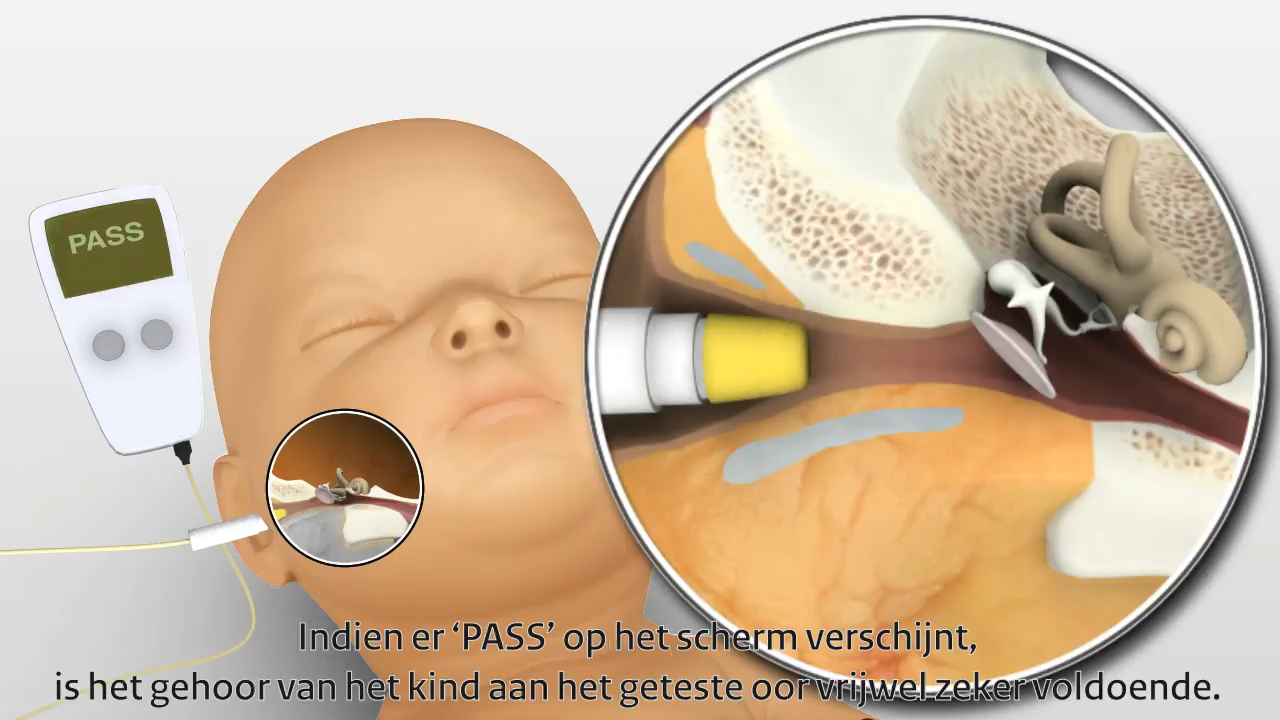 PASS
Indien er ‘PASS’ op het scherm verschijnt,
is het gehoor van het kind aan het geteste oor vrijwel zeker voldoende.